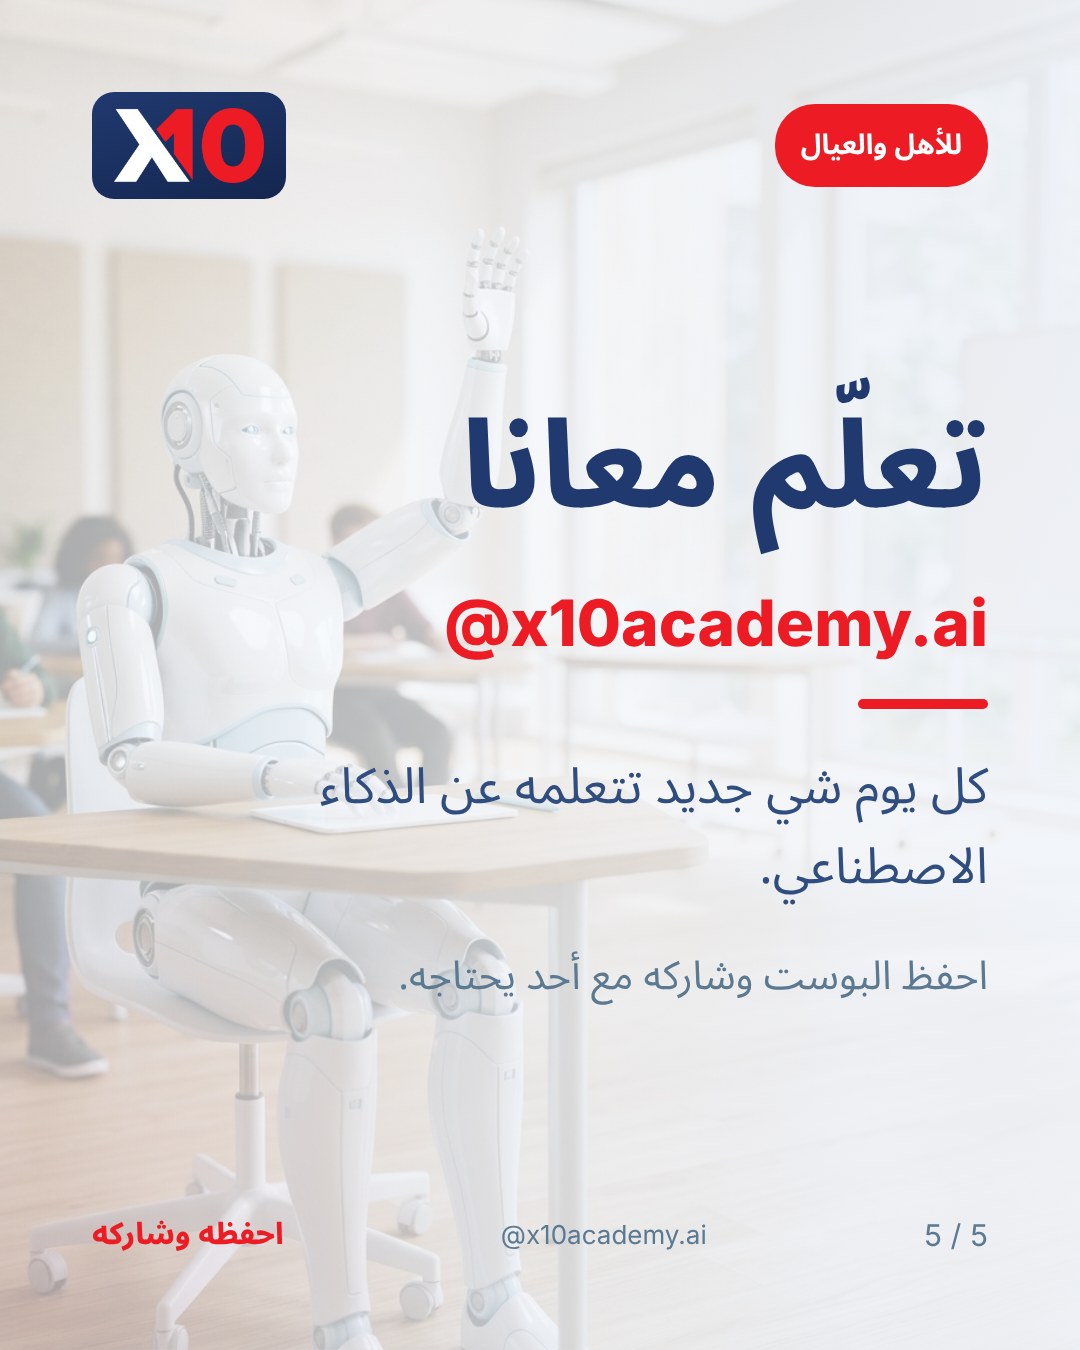 X10
للأهل والعيال
تعلّم معانا
@x10academy.ai
كل يوم شي جديد تتعلمه عن الذكاء
الاصطناعي.
احفظ البوست وشاركه مع أحد يحتاجه.
احفظه وشاركه
@x10academy.ai
5 / 5